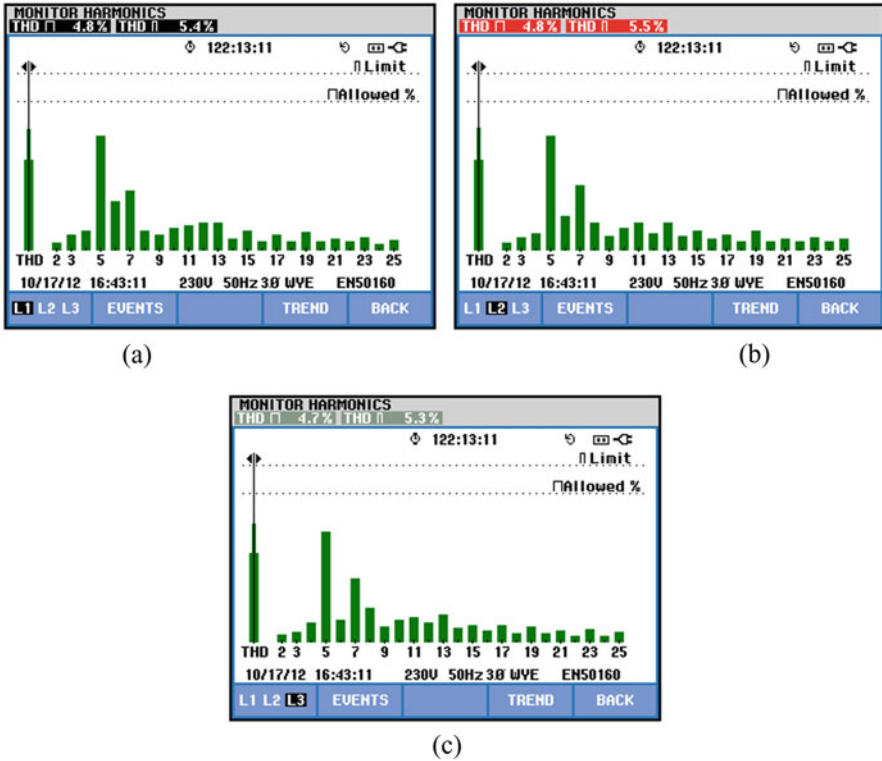 MONITOR HARMONICS
THD ⊓ 4.8% THD ▯ 5.4%
122:13:11
▯Limit
⊓Allowed %
THD 2 3 5 7 9 11 13 15 17 19 21 23 25
10/17/12 16:43:11 230V 50Hz 3Ø WYE EN50160
L1 L2 L3 EVENTS TREND BACK
(a)
MONITOR HARMONICS
THD ⊓ 4.8% THD ▯ 5.5%
122:13:11
▯Limit
⊓Allowed %
THD 2 3 5 7 9 11 13 15 17 19 21 23 25
10/17/12 16:43:11 230V 50Hz 3Ø WYE EN50160
L1 L2 L3 EVENTS TREND BACK
(b)
MONITOR HARMONICS
THD ⊓ 4.7% THD ▯ 5.3%
122:13:11
▯Limit
⊓Allowed %
THD 2 3 5 7 9 11 13 15 17 19 21 23 25
10/17/12 16:43:11 230V 50Hz 3Ø WYE EN50160
L1 L2 L3 EVENTS TREND BACK
(c)